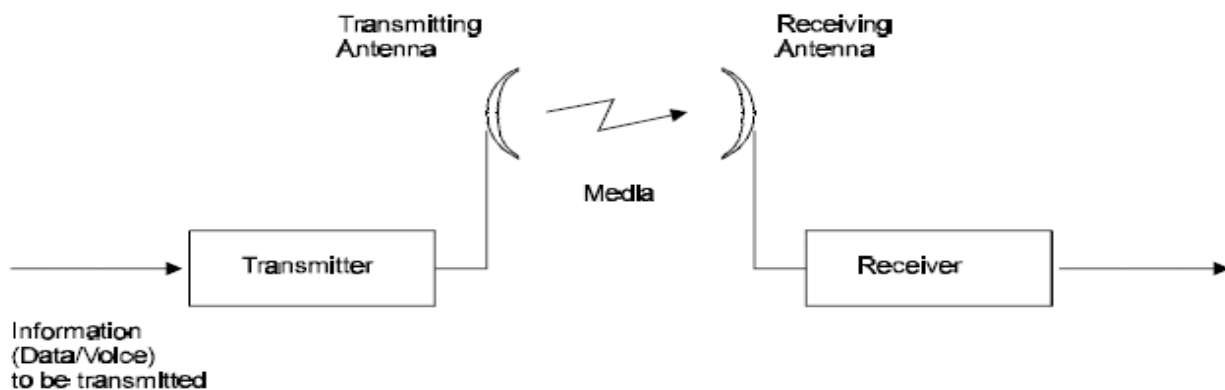 Transmitting
Antenna
Receiving
Antenna
Media
Transmitter
Receiver
Information
(Data/Voice)
to be transmitted